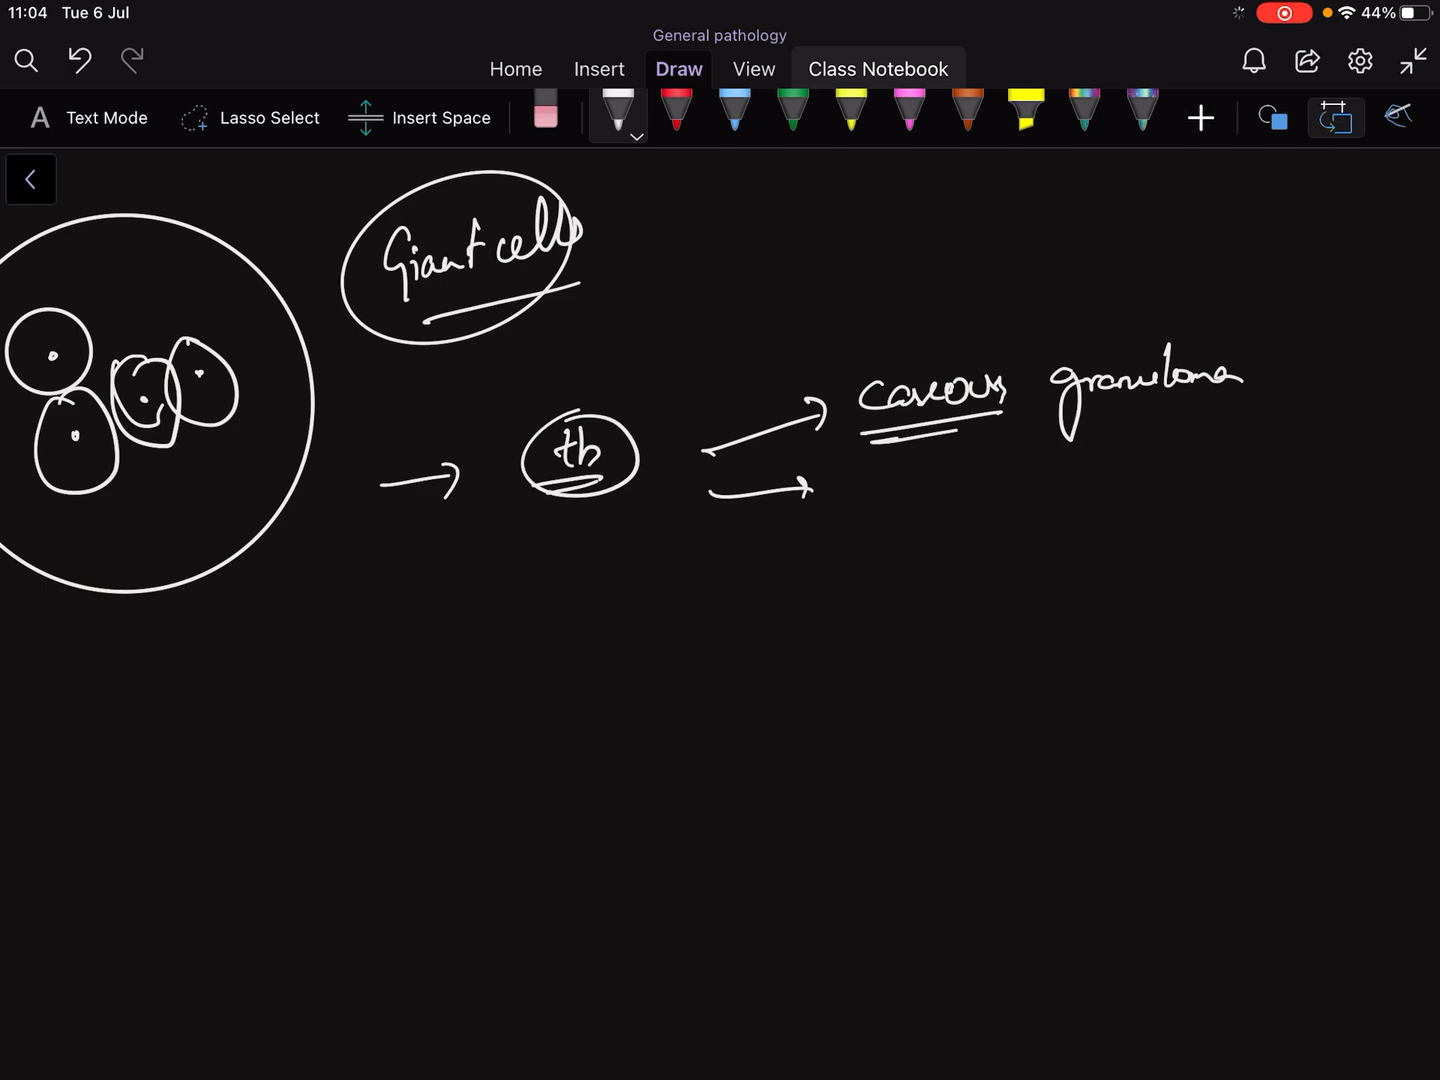 11:04 Tue 6 Jul
44%
General pathology
Home Insert Draw View Class Notebook
A Text Mode Lasso Select Insert Space
Giant cells
caseous granuloma
tb